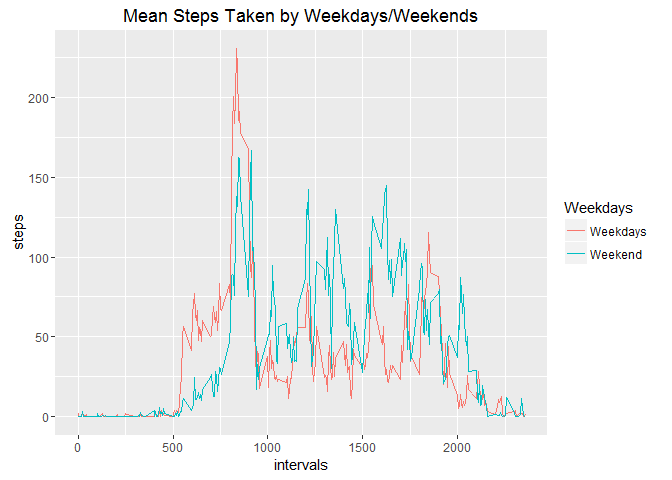 Mean Steps Taken by Weekdays/Weekends
200
150
100
50
0
steps
0 500 1000 1500 2000
intervals
Weekdays
Weekdays
Weekend